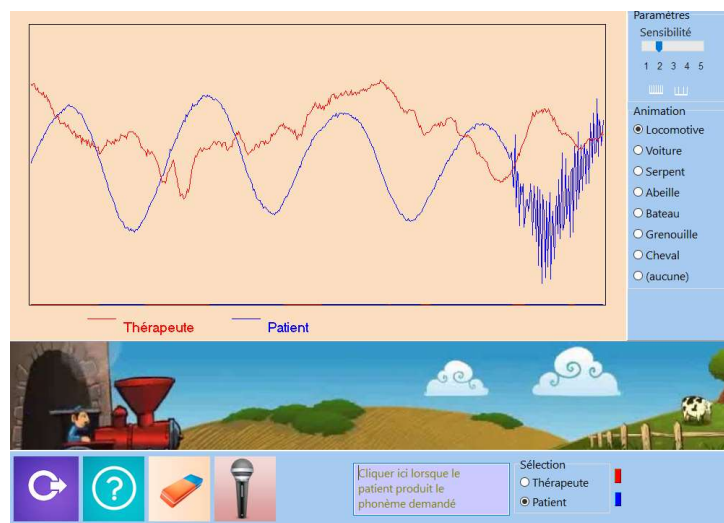 Paramètres
Sensibilité
1 2 3 4 5
Animation
Locomotive
Voiture
Serpent
Abeille
Bateau
Grenouille
Cheval
(aucune)
Thérapeute Patient
Cliquer ici lorsque le
patient produit le
phonème demandé
Sélection
Thérapeute
Patient
?